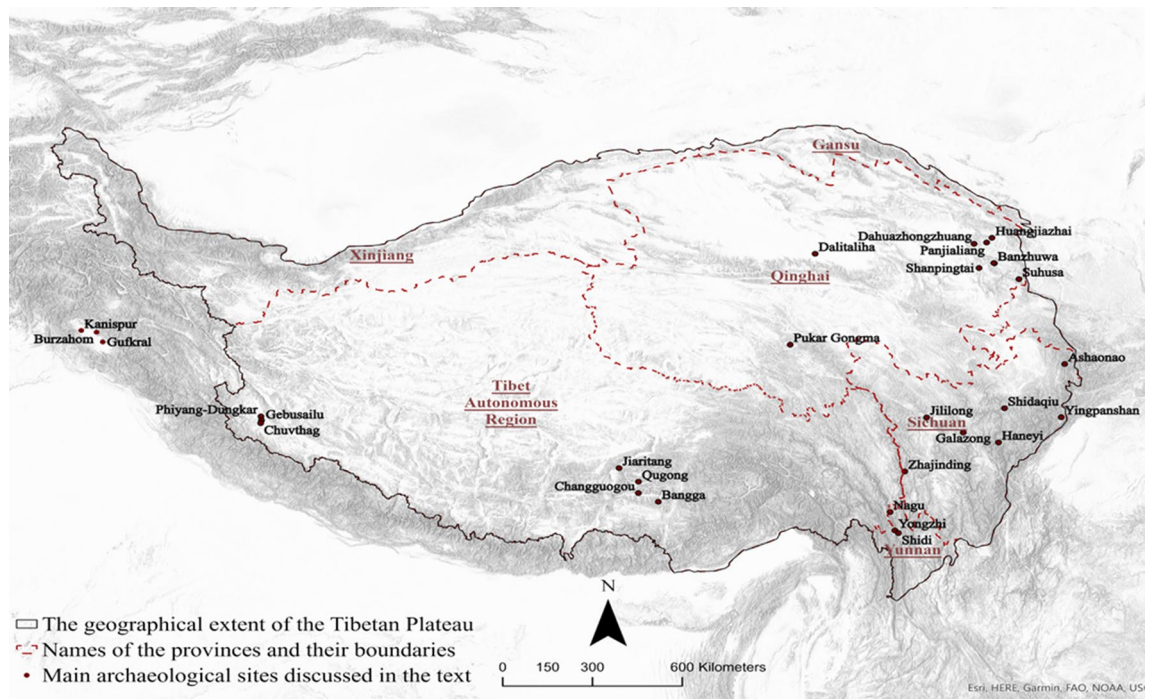 Gansu
Huangjiazhai
Dahuazhongzhuang
Panjialiang
Dalitaliha
Banzhuwa
Xinjiang
Shanpingtai
Qinghai
Suhusa
Kanispur
Burzahom
Gufkral
Pukar Gongma
Ashaonao
Tibet
Autonomous
Region
Phiyang-Dungkar
Gebusailu
Chuvthag
Jililong
Shidaqiu
Yingpanshan
Sichuan
Galazong
Haneyi
Jiaritang
Zhajinding
Qugong
Changguogou
Bangga
Nagu
Yongzhi
Shidi
Yunnan
N
The geographical extent of the Tibetan Plateau
Names of the provinces and their boundaries
Main archaeological sites discussed in the text
0 150 300 600 Kilometers
Esri, HERE, Garmin, FAO, NOAA, US